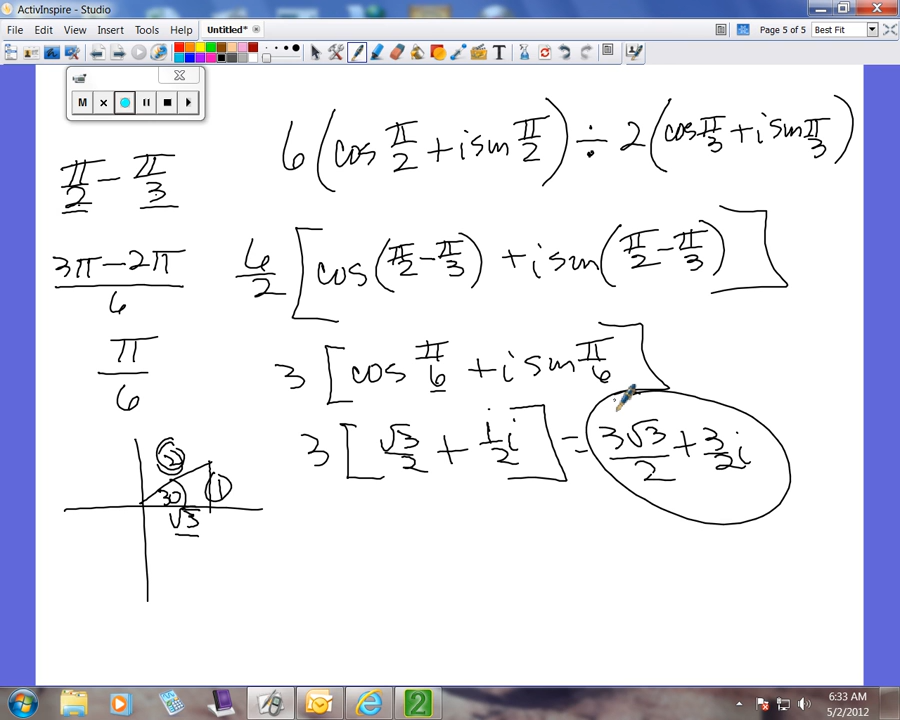 ActivInspire - Studio
File Edit View Insert Tools Help Untitled* Page 5 of 5 Best Fit
M
6(cos π/2 + i sin π/2) ÷ 2(cos π/3 + i sin π/3)
π/2 − π/3
6/2 [cos(π/2 − π/3) + i sin(π/2 − π/3)]
3π − 2π / 6
3 [cos π/6 + i sin π/6]
π/6
3 [√3/2 + 1/2 i] = 3√3/2 + 3/2 i
2
30 1
√3
2
6:33 AM
5/2/2012